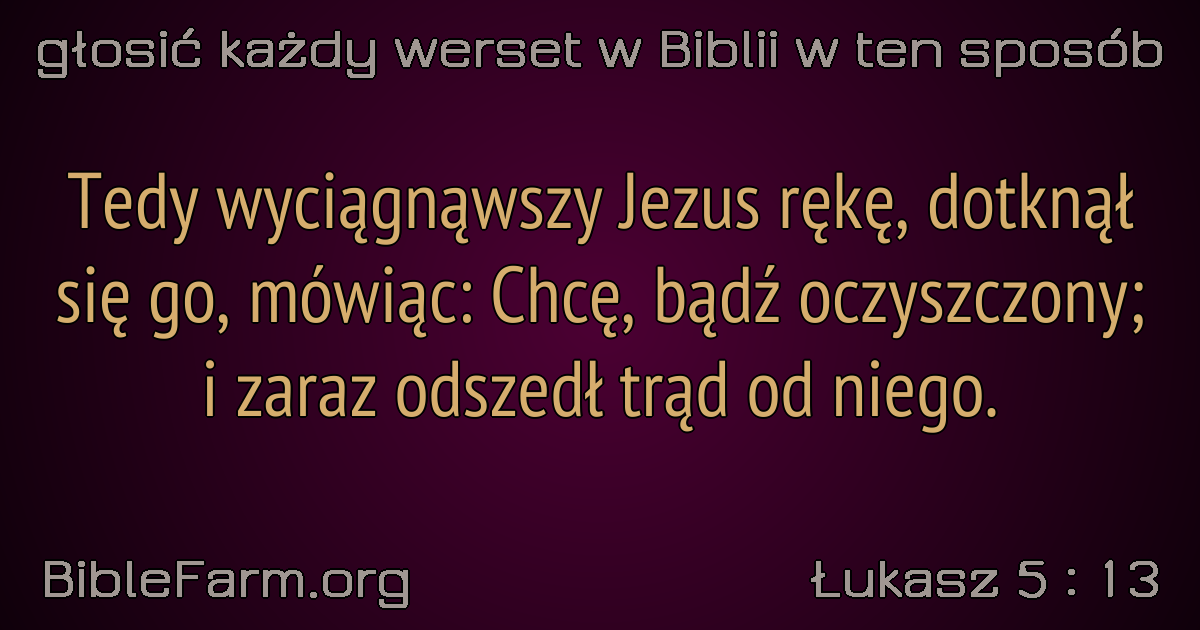 głosić każdy werset w Biblii w ten sposób
Tedy wyciągnąwszy Jezus rękę, dotknął
się go, mówiąc: Chcę, bądź oczyszczony;
i zaraz odszedł trąd od niego.
BibleFarm.org
Łukasz 5 : 13